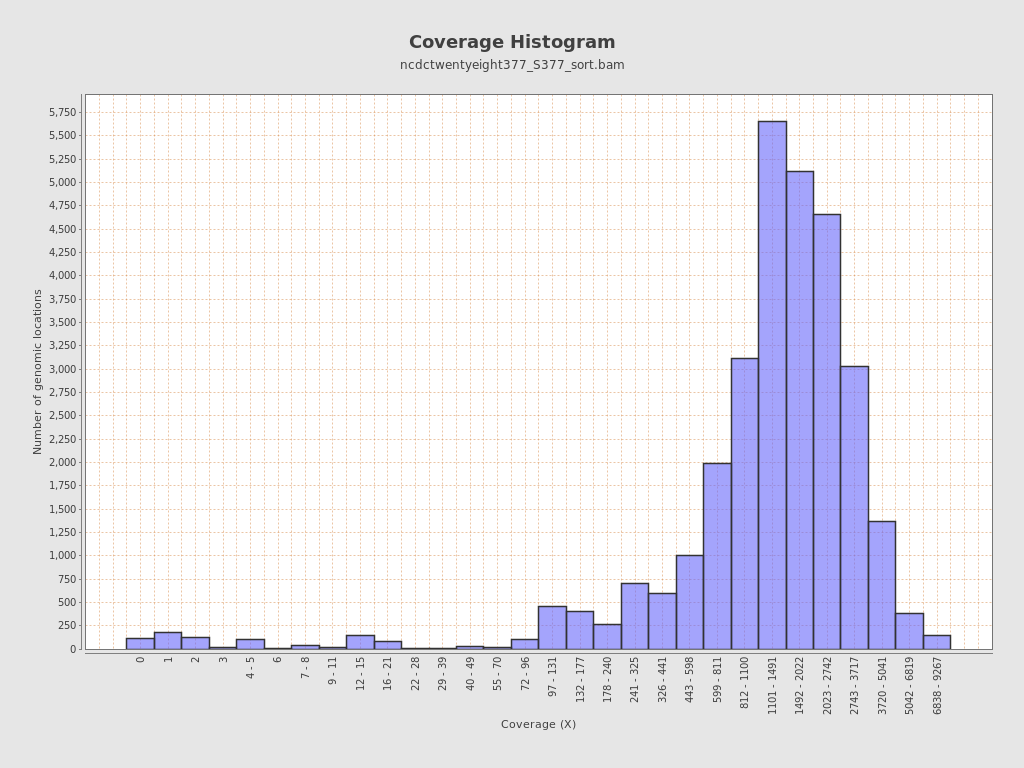 Coverage Histogram
ncdctwentyeight377_S377_sort.bam
Number of genomic locations
5,750
5,500
5,250
5,000
4,750
4,500
4,250
4,000
3,750
3,500
3,250
3,000
2,750
2,500
2,250
2,000
1,750
1,500
1,250
1,000
750
500
250
0
0
1
2
3
4 - 5
6
7 - 8
9 - 11
12 - 15
16 - 21
22 - 28
29 - 39
40 - 49
55 - 70
72 - 96
97 - 131
132 - 177
178 - 240
241 - 325
326 - 441
443 - 598
599 - 811
812 - 1100
1101 - 1491
1492 - 2022
2023 - 2742
2743 - 3717
3720 - 5041
5042 - 6819
6838 - 9267
Coverage (X)